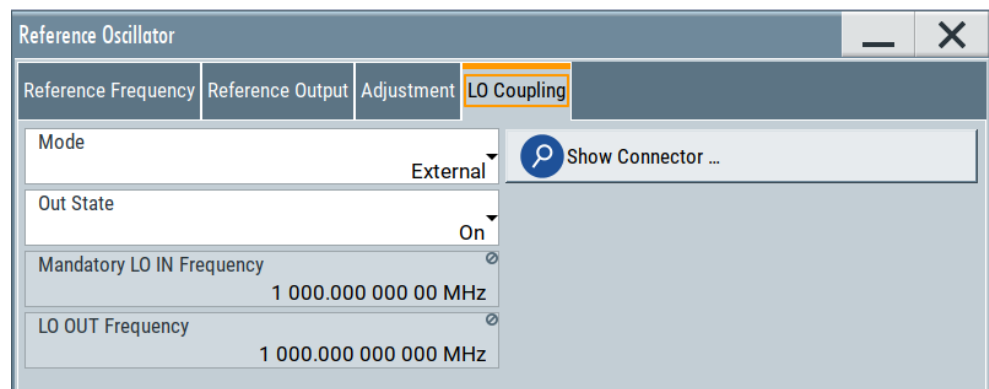 Reference Oscillator
Reference Frequency Reference Output Adjustment LO Coupling
Mode
External
Show Connector ...
Out State
On
Mandatory LO IN Frequency
1 000.000 000 00 MHz
LO OUT Frequency
1 000.000 000 000 MHz